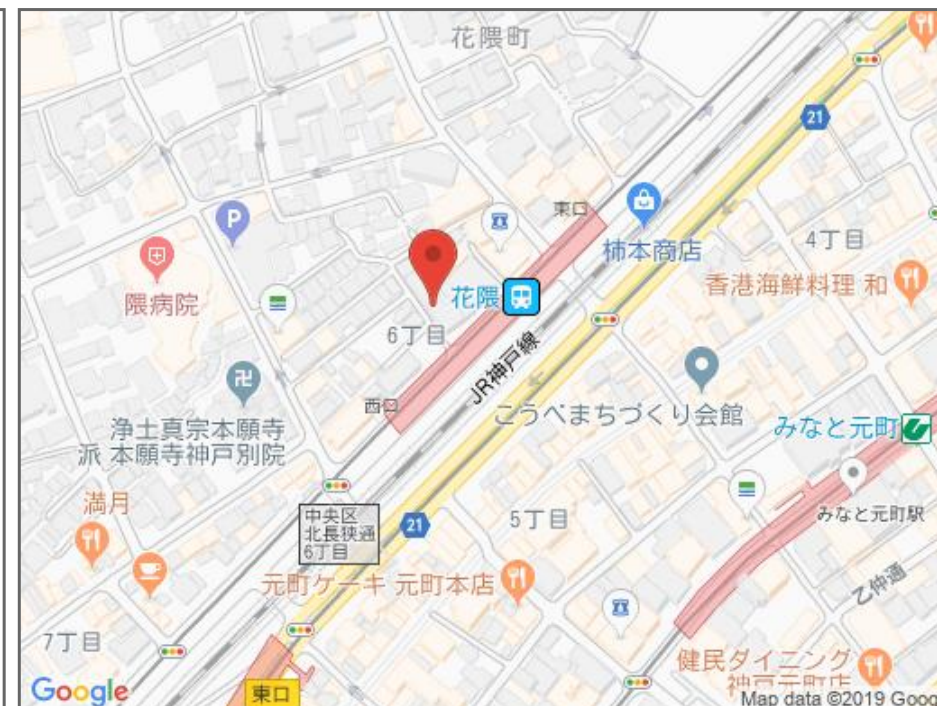 花隈町
21
P
東口
柿本商店
4丁目
隈病院
花隈
香港海鮮料理 和
6丁目
JR神戸線
西口
こうべまちづくり会館
浄土真宗本願寺
派 本願寺神戸別院
みなと元町
満月
中央区
北長狭通
6丁目
21
5丁目
みなと元町駅
元町ケーキ 元町本店
乙仲通
7丁目
健民ダイニング
神戸元町店
Google
東口
Map data ©2019 Goog